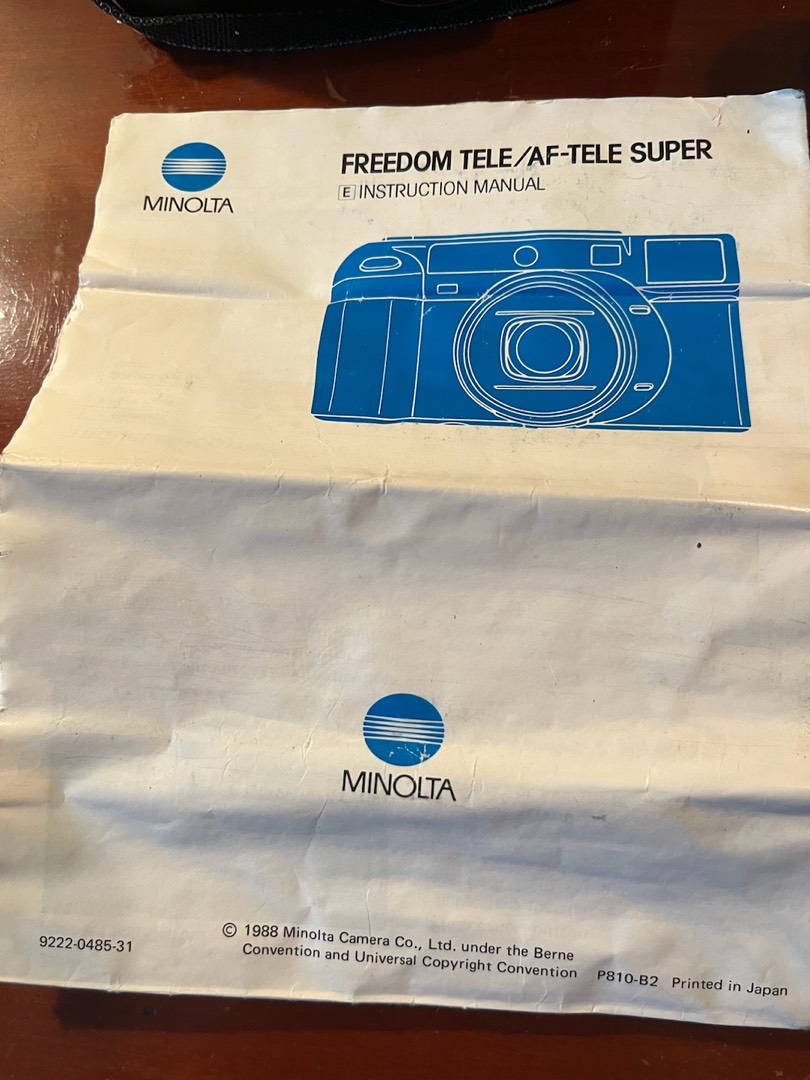 MINOLTA
FREEDOM TELE/AF-TELE SUPER
E INSTRUCTION MANUAL
MINOLTA
9222-0485-31
© 1988 Minolta Camera Co., Ltd. under the Berne
Convention and Universal Copyright Convention
P810-B2 Printed in Japan